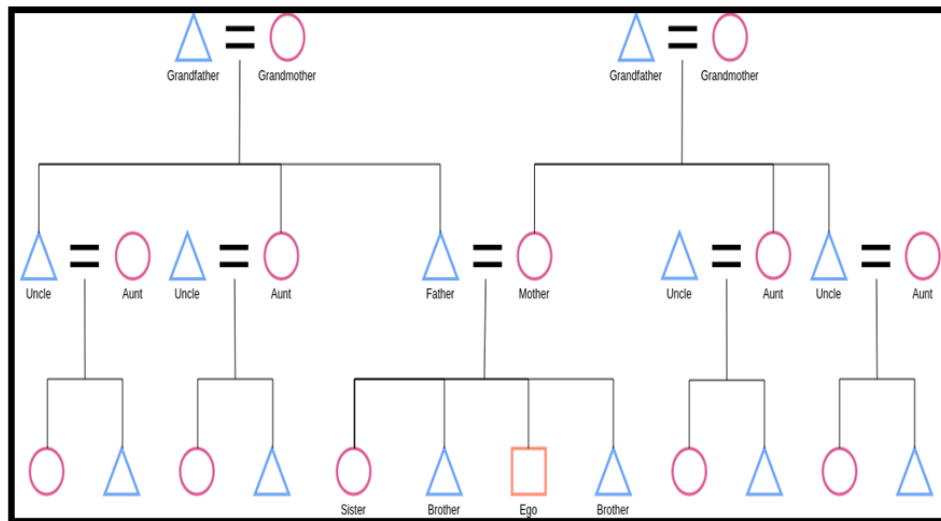 Grandfather
Grandmother
Grandfather
Grandmother
Uncle
Aunt
Uncle
Aunt
Father
Mother
Uncle
Aunt
Uncle
Aunt
Sister
Brother
Ego
Brother